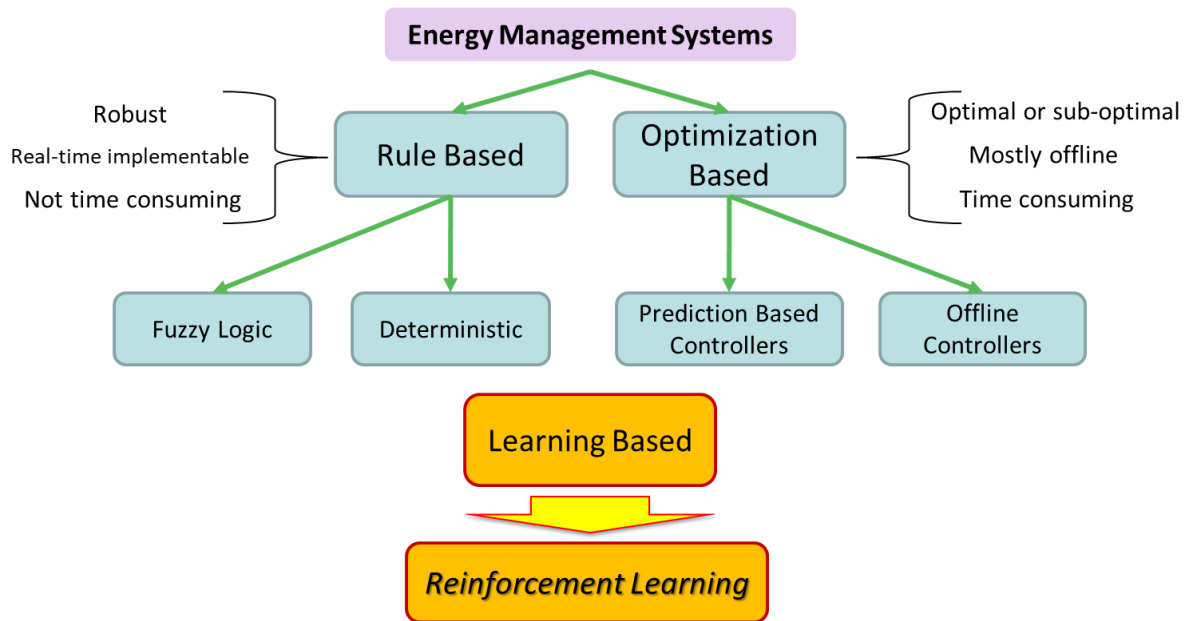 Energy Management Systems
Robust
Real-time implementable
Not time consuming
Rule Based
Optimization
Based
Optimal or sub-optimal
Mostly offline
Time consuming
Fuzzy Logic
Deterministic
Prediction Based
Controllers
Offline
Controllers
Learning Based
Reinforcement Learning